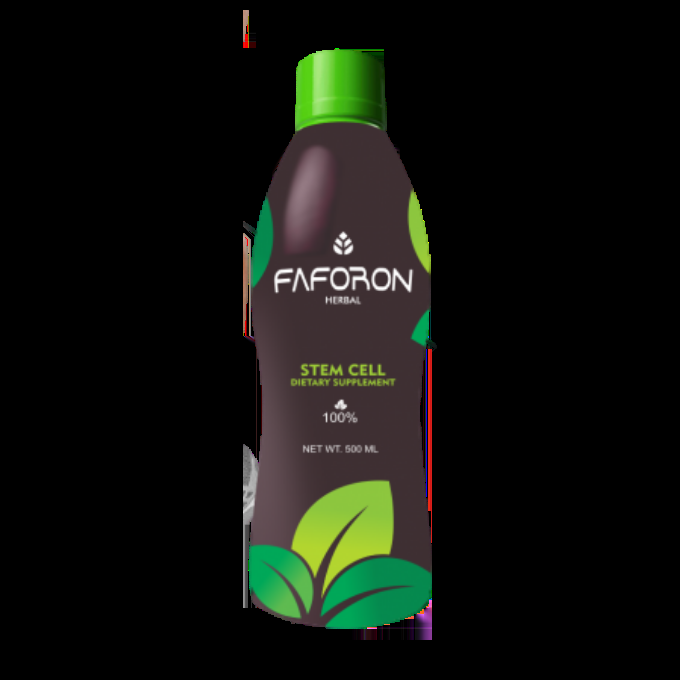 FAFORON
HERBAL
STEM CELL
DIETARY SUPPLEMENT
100%
NET WT. 500 ML